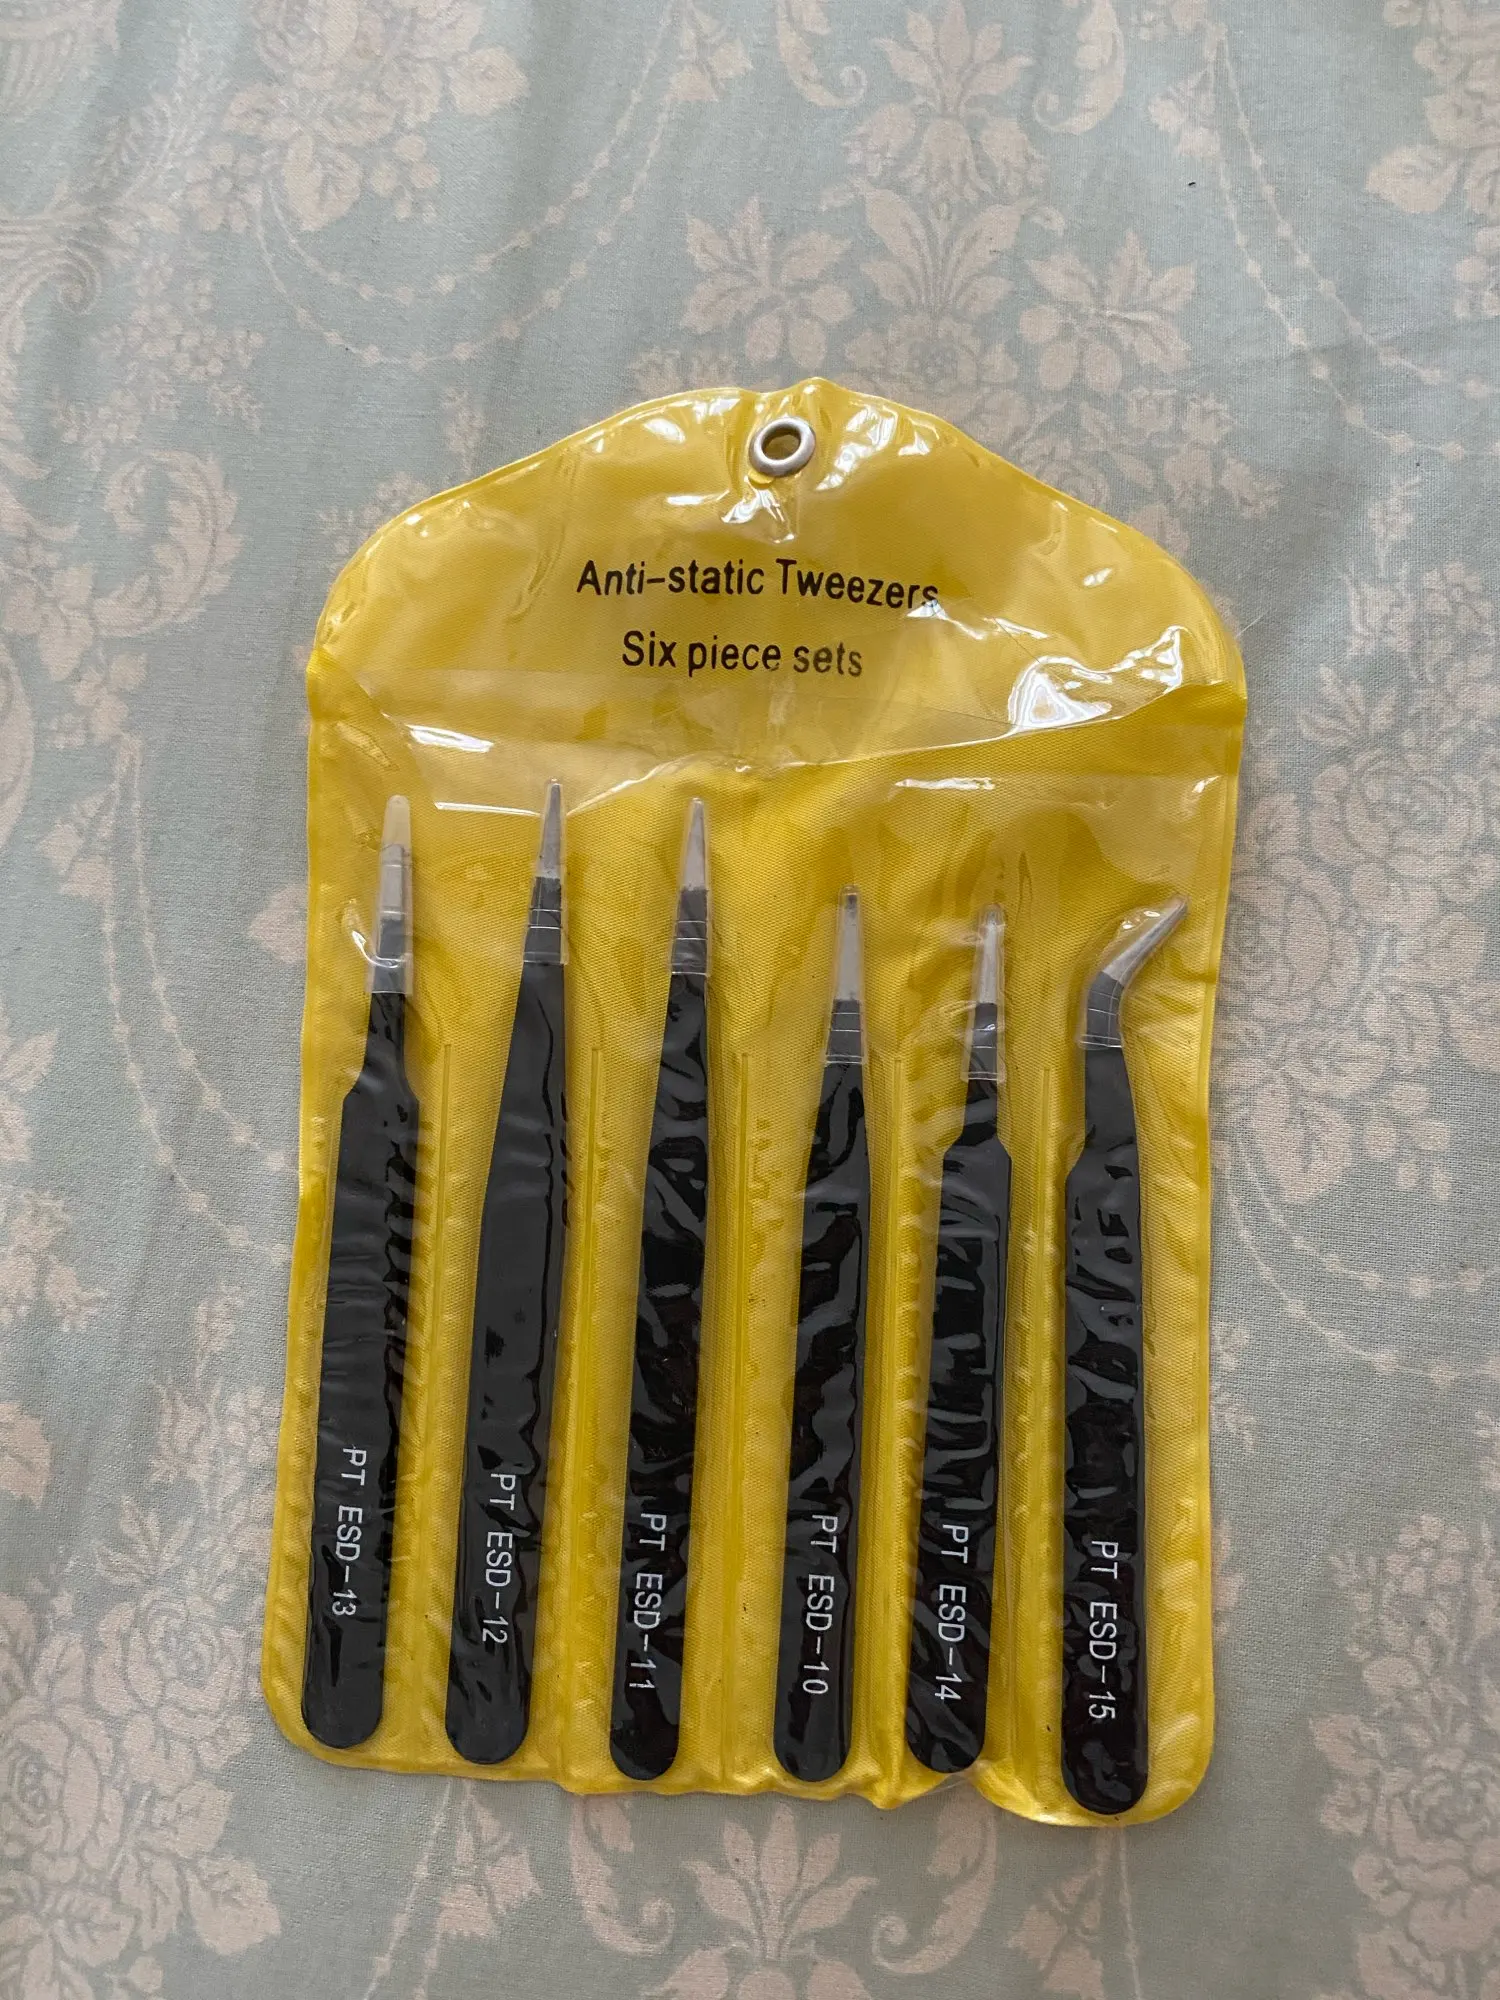 Anti-static Tweezers
Six piece sets
PT ESD-13
PT ESD-12
PT ESD-11
PT ESD-10
PT ESD-14
PT ESD-15